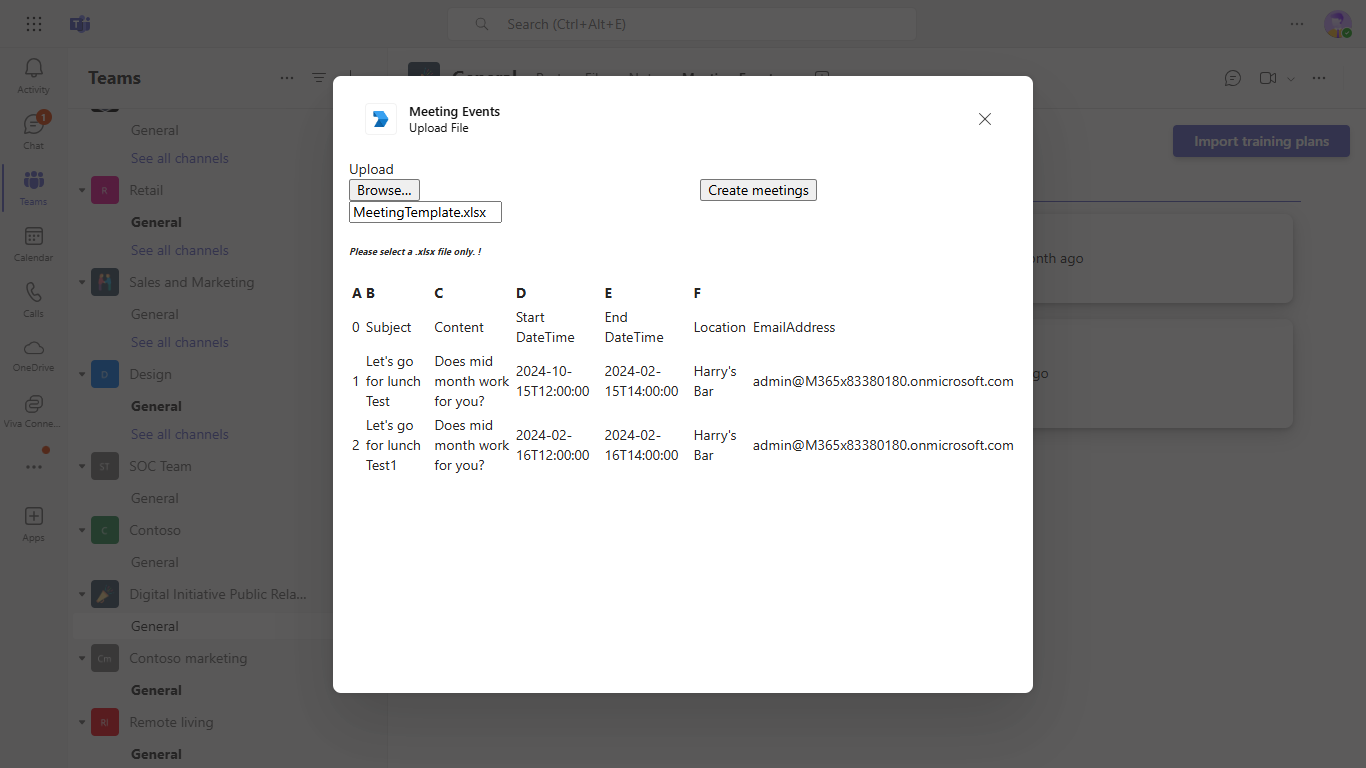 Search (Ctrl+Alt+E)
Activity
Chat
1
Teams
Calendar
Calls
OneDrive
Viva Conne...
Apps
Teams
General
See all channels
R
Retail
General
See all channels
Sales and Marketing
General
See all channels
D
Design
General
See all channels
ST
SOC Team
General
C
Contoso
General
Digital Initiative Public Rela...
General
Cm
Contoso marketing
General
Rl
Remote living
General
General
Import training plans
nth ago
go
Meeting Events
Upload File
Upload
Browse...
Create meetings
MeetingTemplate.xlsx
Please select a .xlsx file only. !
A B C D E F
0 Subject Content Start DateTime End DateTime Location EmailAddress
1 Let's go for lunch Test Does mid month work for you? 2024-10-15T12:00:00 2024-02-15T14:00:00 Harry's Bar admin@M365x83380180.onmicrosoft.com
2 Let's go for lunch Test1 Does mid month work for you? 2024-02-16T12:00:00 2024-02-16T14:00:00 Harry's Bar admin@M365x83380180.onmicrosoft.com